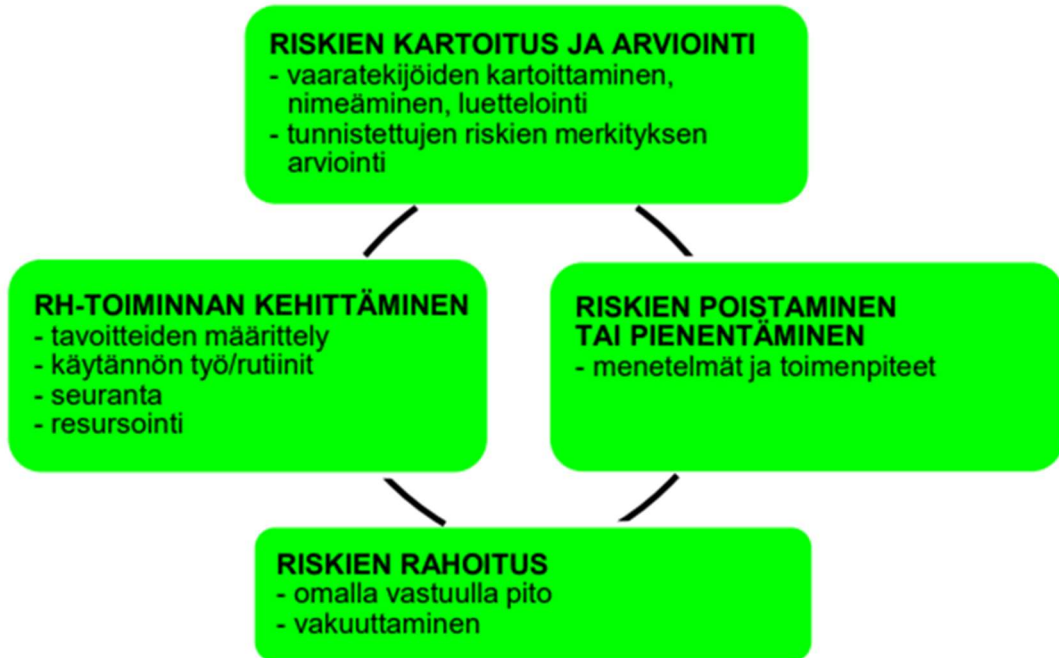 RISKIEN KARTOITUS JA ARVIOINTI
- vaaratekijöiden kartoittaminen,
nimeäminen, luettelointi
- tunnistettujen riskien merkityksen
arviointi
RH-TOIMINNAN KEHITTÄMINEN
- tavoitteiden määrittely
- käytännön työ/rutiinit
- seuranta
- resursointi
RISKIEN POISTAMINEN
TAI PIENENTÄMINEN
- menetelmät ja toimenpiteet
RISKIEN RAHOITUS
- omalla vastuulla pito
- vakuuttaminen